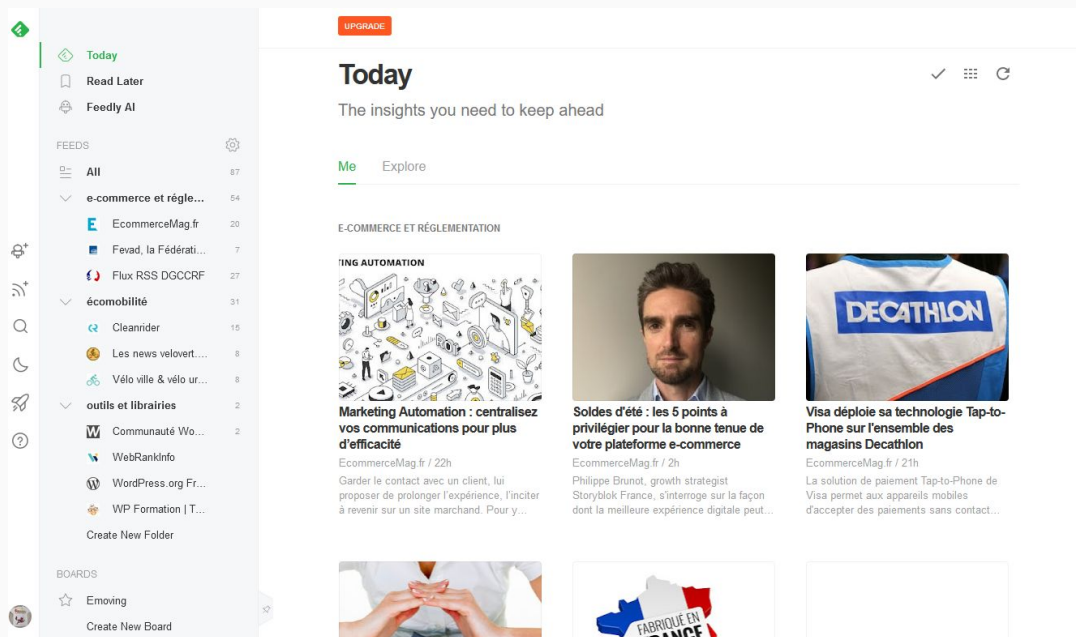 UPGRADE
Today
Read Later
Feedly AI
FEEDS
All 87
e-commerce et régle... 54
EcommerceMag.fr 20
Fevad, la Fédérati... 7
Flux RSS DGCCRF 27
écomobilité 31
Cleanrider 15
Les news velovert.... 8
Vélo ville & vélo ur... 8
outils et librairies 2
Communauté Wo... 2
WebRankInfo
WordPress.org Fr...
WP Formation | T...
Create New Folder
BOARDS
Emoving
Create New Board
Today
The insights you need to keep ahead
Me Explore
E-COMMERCE ET RÉGLEMENTATION
ING AUTOMATION
Marketing Automation : centralisez
vos communications pour plus
d'efficacité
EcommerceMag.fr / 22h
Garder le contact avec un client, lui
proposer de prolonger l'expérience, l'inciter
à revenir sur un site marchand. Pour y...
Soldes d'été : les 5 points à
privilégier pour la bonne tenue de
votre plateforme e-commerce
EcommerceMag.fr / 2h
Philippe Brunot, growth strategist
Storyblok France, s'interroge sur la façon
dont la meilleure expérience digitale peut...
DECATHLON
Visa déploie sa technologie Tap-to-
Phone sur l'ensemble des
magasins Decathlon
EcommerceMag.fr / 21h
La solution de paiement Tap-to-Phone de
Visa permet aux appareils mobiles
d'accepter des paiements sans contact...
FABRIQUÉ EN
FRANCE